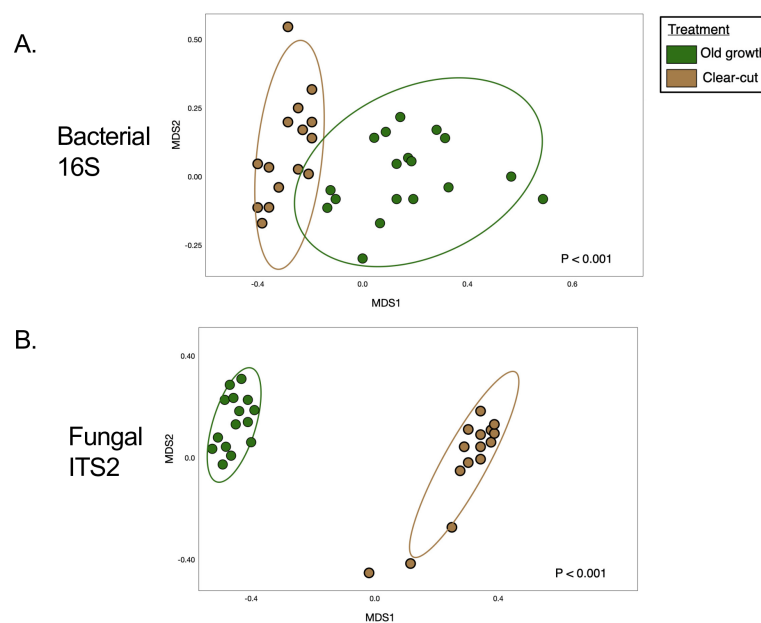 A.
Bacterial
16S
MDS2
0.50
0.25
0.00
-0.25
-0.4
0.0
0.4
0.6
MDS1
P < 0.001
Treatment
Old growth
Clear-cut
B.
Fungal
ITS2
MDS2
0.40
0.0
-0.40
-0.4
0.0
0.4
MDS1
P < 0.001